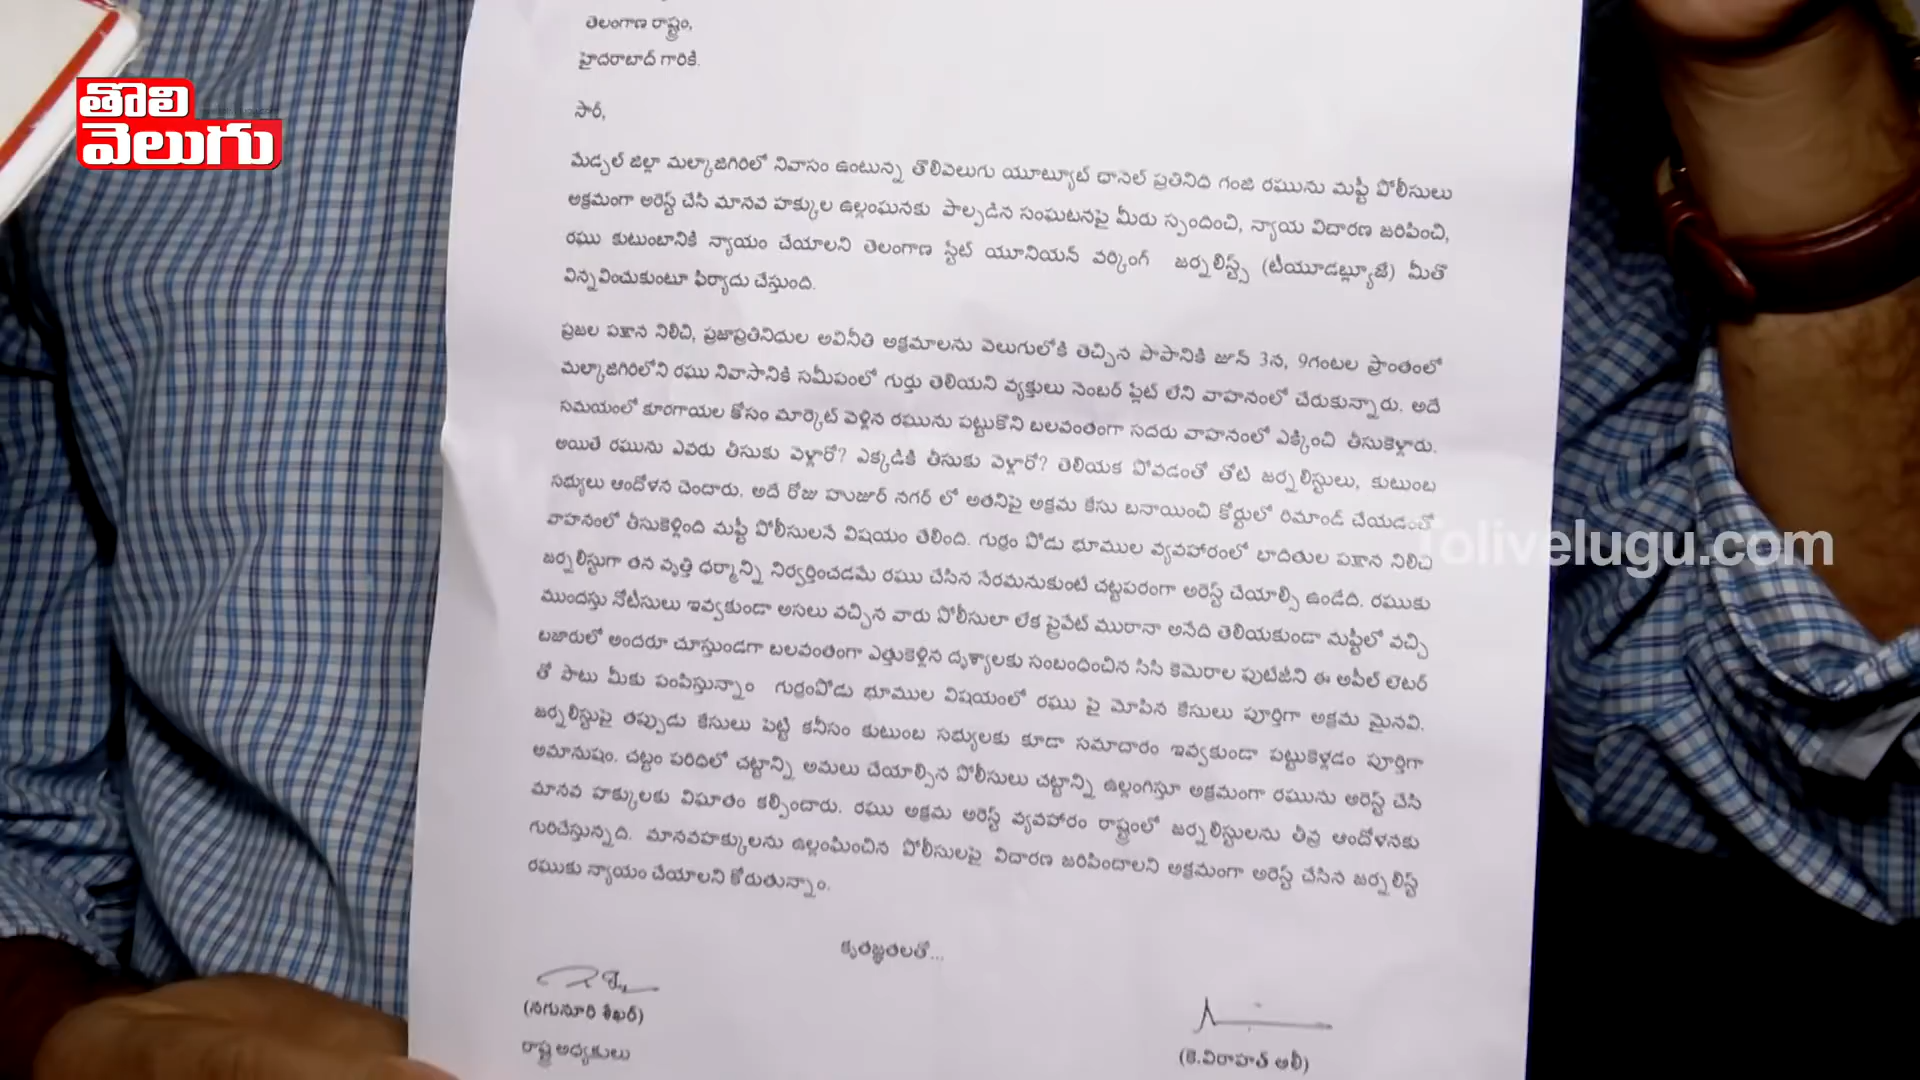 తెలంగాణ రాష్ట్రం,
హైదరాబాద్ గారికి.
తొలి
వెలుగు
సార్,
మేడ్చల్ జిల్లా మల్కాజిగిరిలో నివాసం ఉంటున్న తొలివెలుగు యూట్యూబ్ ఛానల్ ప్రతినిధి గంజి రఘును మఫ్టీ పోలీసులు
అక్రమంగా అరెస్ట్ చేసి మానవ హక్కుల ఉల్లంఘనకు పాల్పడిన సంఘటనపై మీరు స్పందించి, న్యాయ విచారణ జరిపించి,
రఘు కుటుంబానికి న్యాయం చేయాలని తెలంగాణ స్టేట్ యూనియన్ వర్కింగ్ జర్నలిస్ట్స్ (టీయూడబ్ల్యూజే) మీతో
విన్నవించుకుంటూ ఫిర్యాదు చేస్తుంది.
ప్రజల పక్షాన నిలిచి, ప్రజాప్రతినిధుల అవినీతి అక్రమాలను వెలుగులోకి తెచ్చిన పాపానికి జూన్ 3న, 9గంటల ప్రాంతంలో
మల్కాజిగిరిలోని రఘు నివాసానికి సమీపంలో గుర్తు తెలియని వ్యక్తులు నెంబర్ ప్లేట్ లేని వాహనంలో చేరుకున్నారు. అదే
సమయంలో కూరగాయల కోసం మార్కెట్ వెళ్లిన రఘును పట్టుకొని బలవంతంగా సదరు వాహనంలో ఎక్కించి తీసుకెళ్లారు.
అయితే రఘును ఎవరు తీసుకు వెళ్లారో? ఎక్కడికి తీసుకు వెళ్లారో? తెలియక పోవడంతో తోటి జర్నలిస్టులు, కుటుంబ
సభ్యులు ఆందోళన చెందారు. అదే రోజు హుజుర్ నగర్ లో అతనిపై అక్రమ కేసు బనాయించి కోర్టులో రిమాండ్ చేయడంతో
వాహనంలో తీసుకెళ్లింది మఫ్టీ పోలీసులనే విషయం తేలింది. గుర్రం పోడు భూముల వ్యవహారంలో బాధితుల పక్షాన నిలిచి
జర్నలిస్టుగా తన వృత్తి ధర్మాన్ని నిర్వర్తించడమే రఘు చేసిన నేరమనుకుంటే చట్టపరంగా అరెస్ట్ చేయాల్సి ఉండేది. రఘుకు
ముందస్తు నోటీసులు ఇవ్వకుండా అసలు వచ్చిన వారు పోలీసులా లేక ప్రైవేట్ ముఠానా అనేది తెలియకుండా మఫ్టీలో వచ్చి
బజారులో అందరూ చూస్తుండగా బలవంతంగా ఎత్తుకెళ్లిన దృశ్యాలకు సంబంధించిన సిసి కెమెరాల పుటేజీని ఈ అపీల్ లెటర్
తో పాటు మీకు పంపిస్తున్నాం గుర్రంపోడు భూముల విషయంలో రఘు పై మోపిన కేసులు పూర్తిగా అక్రమ మైనవి.
జర్నలిస్టుపై తప్పుడు కేసులు పెట్టి కనీసం కుటుంబ సభ్యులకు కూడా సమాచారం ఇవ్వకుండా పట్టుకెళ్లడం పూర్తిగా
అమానుషం. చట్టం పరిధిలో చట్టాన్ని అమలు చేయాల్సిన పోలీసులు చట్టాన్ని ఉల్లంగిస్తూ అక్రమంగా రఘును అరెస్ట్ చేసి
మానవ హక్కులకు విఘాతం కల్పించారు. రఘు అక్రమ అరెస్ట్ వ్యవహారం రాష్ట్రంలో జర్నలిస్టులను తీవ్ర ఆందోళనకు
గురిచేస్తున్నది. మానవహక్కులను ఉల్లంఘించిన పోలీసులపై విచారణ జరిపించాలని అక్రమంగా అరెస్ట్ చేసిన జర్నలిస్ట్
రఘుకు న్యాయం చేయాలని కోరుతున్నాం.
Tolivelugu.com
కృతజ్ఞతలతో...
(నగునూరి శేఖర్)
రాష్ట్ర అధ్యక్షులు
(కె.విరాహత్ అలీ)